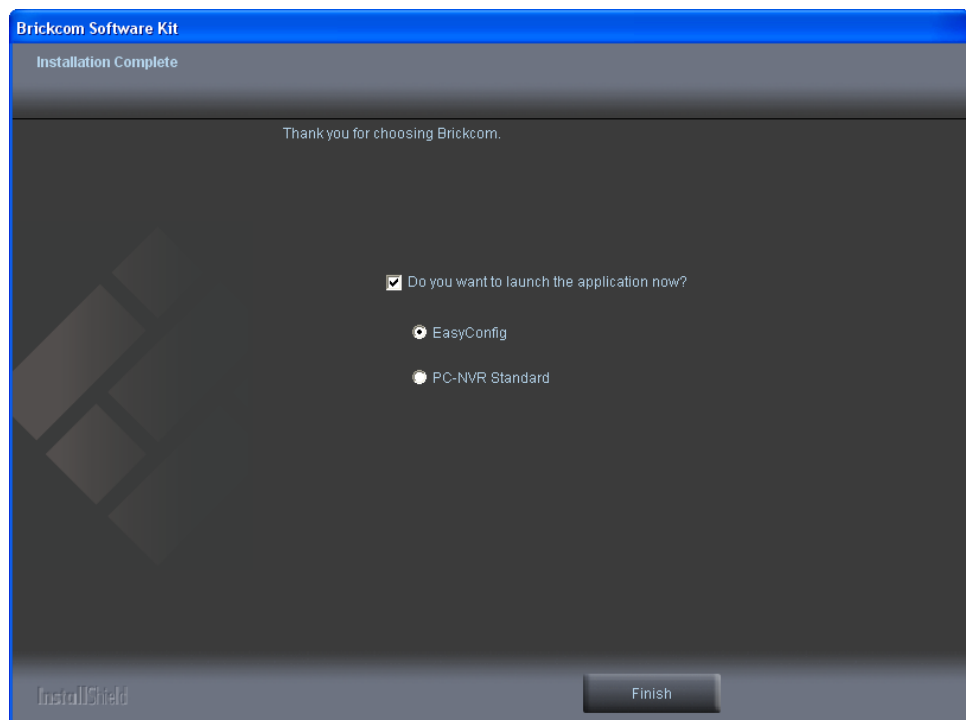 Brickcom Software Kit
Installation Complete
Thank you for choosing Brickcom.
Do you want to launch the application now?
EasyConfig
PC-NVR Standard
InstallShield
Finish